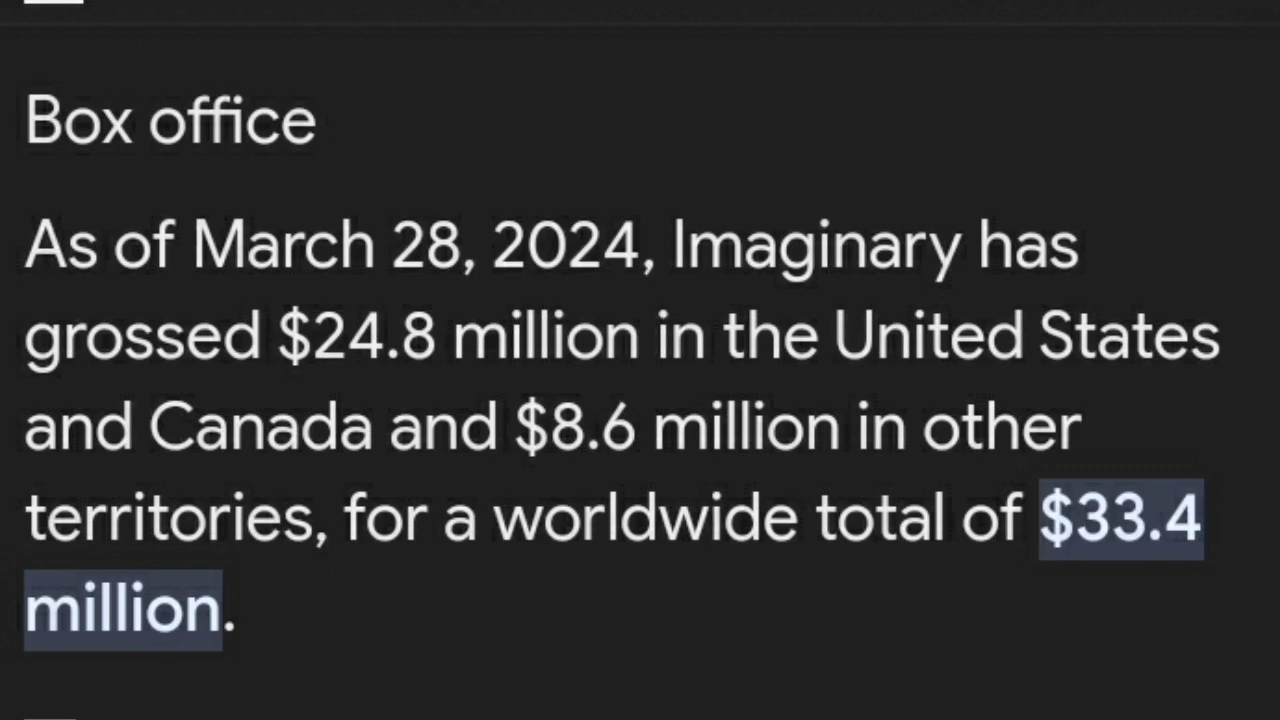 Box office
As of March 28, 2024, Imaginary has
grossed $24.8 million in the United States
and Canada and $8.6 million in other
territories, for a worldwide total of $33.4
million.